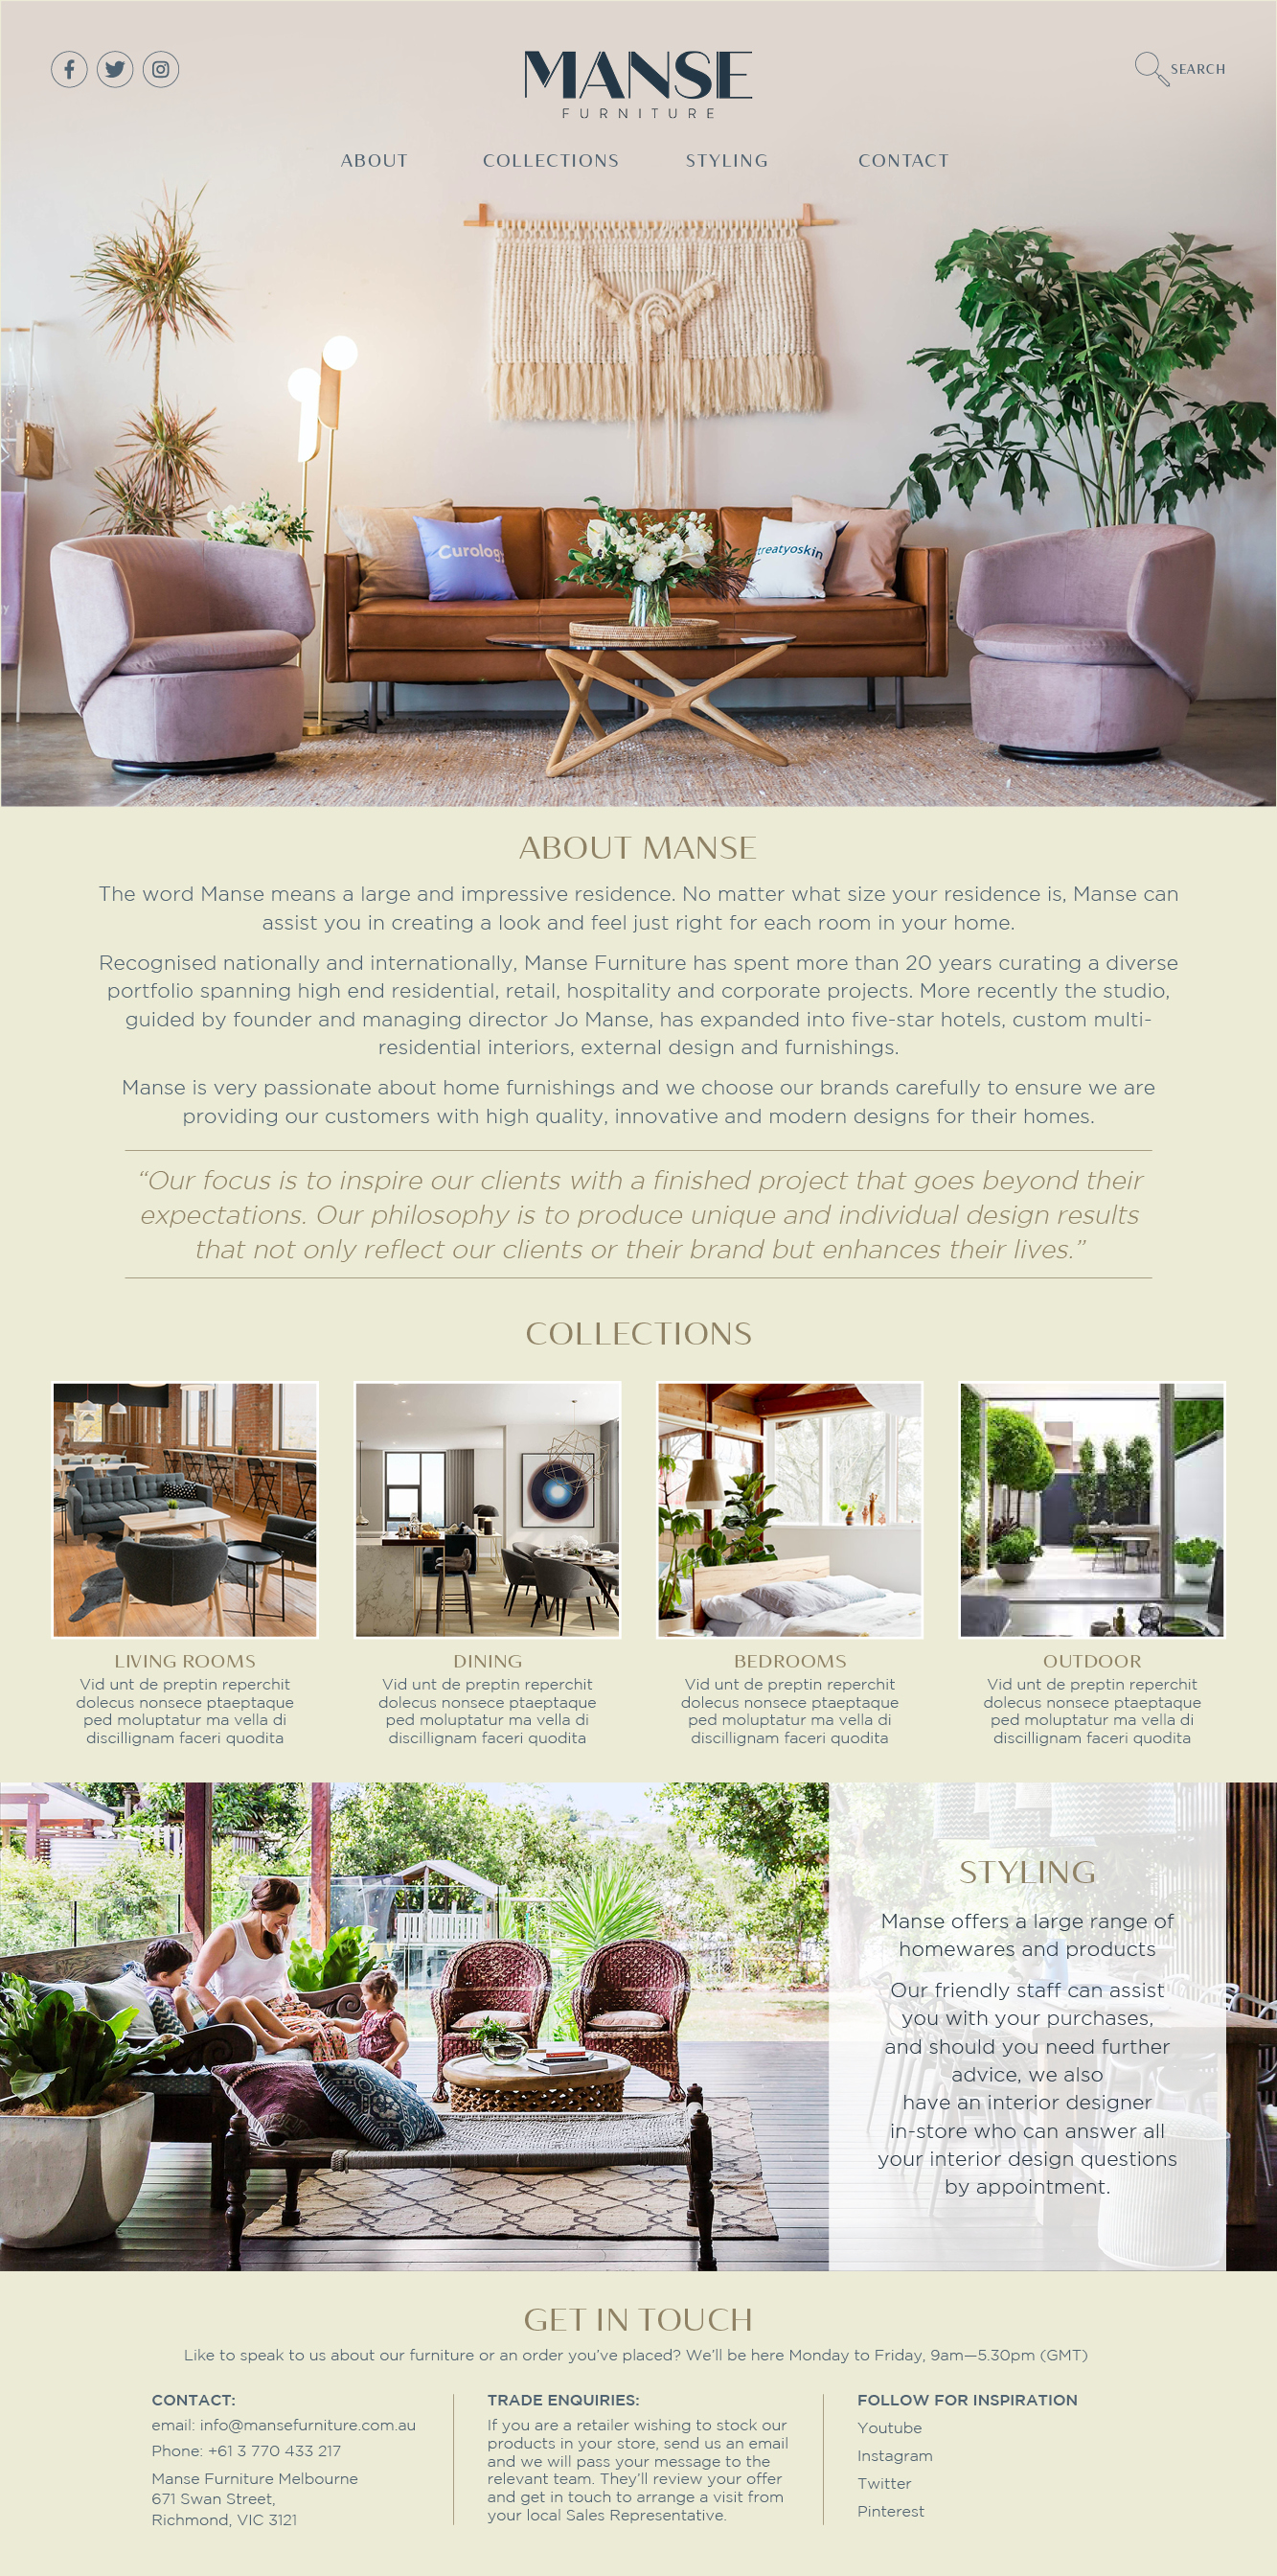 MANSE
FURNITURE
SEARCH
ABOUT COLLECTIONS STYLING CONTACT
Curology
treatyoskin
ABOUT MANSE
The word Manse means a large and impressive residence. No matter what size your residence is, Manse can
assist you in creating a look and feel just right for each room in your home.
Recognised nationally and internationally, Manse Furniture has spent more than 20 years curating a diverse
portfolio spanning high end residential, retail, hospitality and corporate projects. More recently the studio,
guided by founder and managing director Jo Manse, has expanded into five-star hotels, custom multi-
residential interiors, external design and furnishings.
Manse is very passionate about home furnishings and we choose our brands carefully to ensure we are
providing our customers with high quality, innovative and modern designs for their homes.
“Our focus is to inspire our clients with a finished project that goes beyond their
expectations. Our philosophy is to produce unique and individual design results
that not only reflect our clients or their brand but enhances their lives.”
COLLECTIONS
LIVING ROOMS
Vid unt de preptin reperchit
dolecus nonsece ptaeptaque
ped moluptatur ma vella di
discillignam faceri quodita
DINING
Vid unt de preptin reperchit
dolecus nonsece ptaeptaque
ped moluptatur ma vella di
discillignam faceri quodita
BEDROOMS
Vid unt de preptin reperchit
dolecus nonsece ptaeptaque
ped moluptatur ma vella di
discillignam faceri quodita
OUTDOOR
Vid unt de preptin reperchit
dolecus nonsece ptaeptaque
ped moluptatur ma vella di
discillignam faceri quodita
STYLING
Manse offers a large range of
homewares and products
Our friendly staff can assist
you with your purchases,
and should you need further
advice, we also
have an interior designer
in-store who can answer all
your interior design questions
by appointment.
GET IN TOUCH
Like to speak to us about our furniture or an order you’ve placed? We’ll be here Monday to Friday, 9am—5.30pm (GMT)
CONTACT:
email: info@mansefurniture.com.au
Phone: +61 3 770 433 217
Manse Furniture Melbourne
671 Swan Street,
Richmond, VIC 3121
TRADE ENQUIRIES:
If you are a retailer wishing to stock our
products in your store, send us an email
and we will pass your message to the
relevant team. They’ll review your offer
and get in touch to arrange a visit from
your local Sales Representative.
FOLLOW FOR INSPIRATION
Youtube
Instagram
Twitter
Pinterest